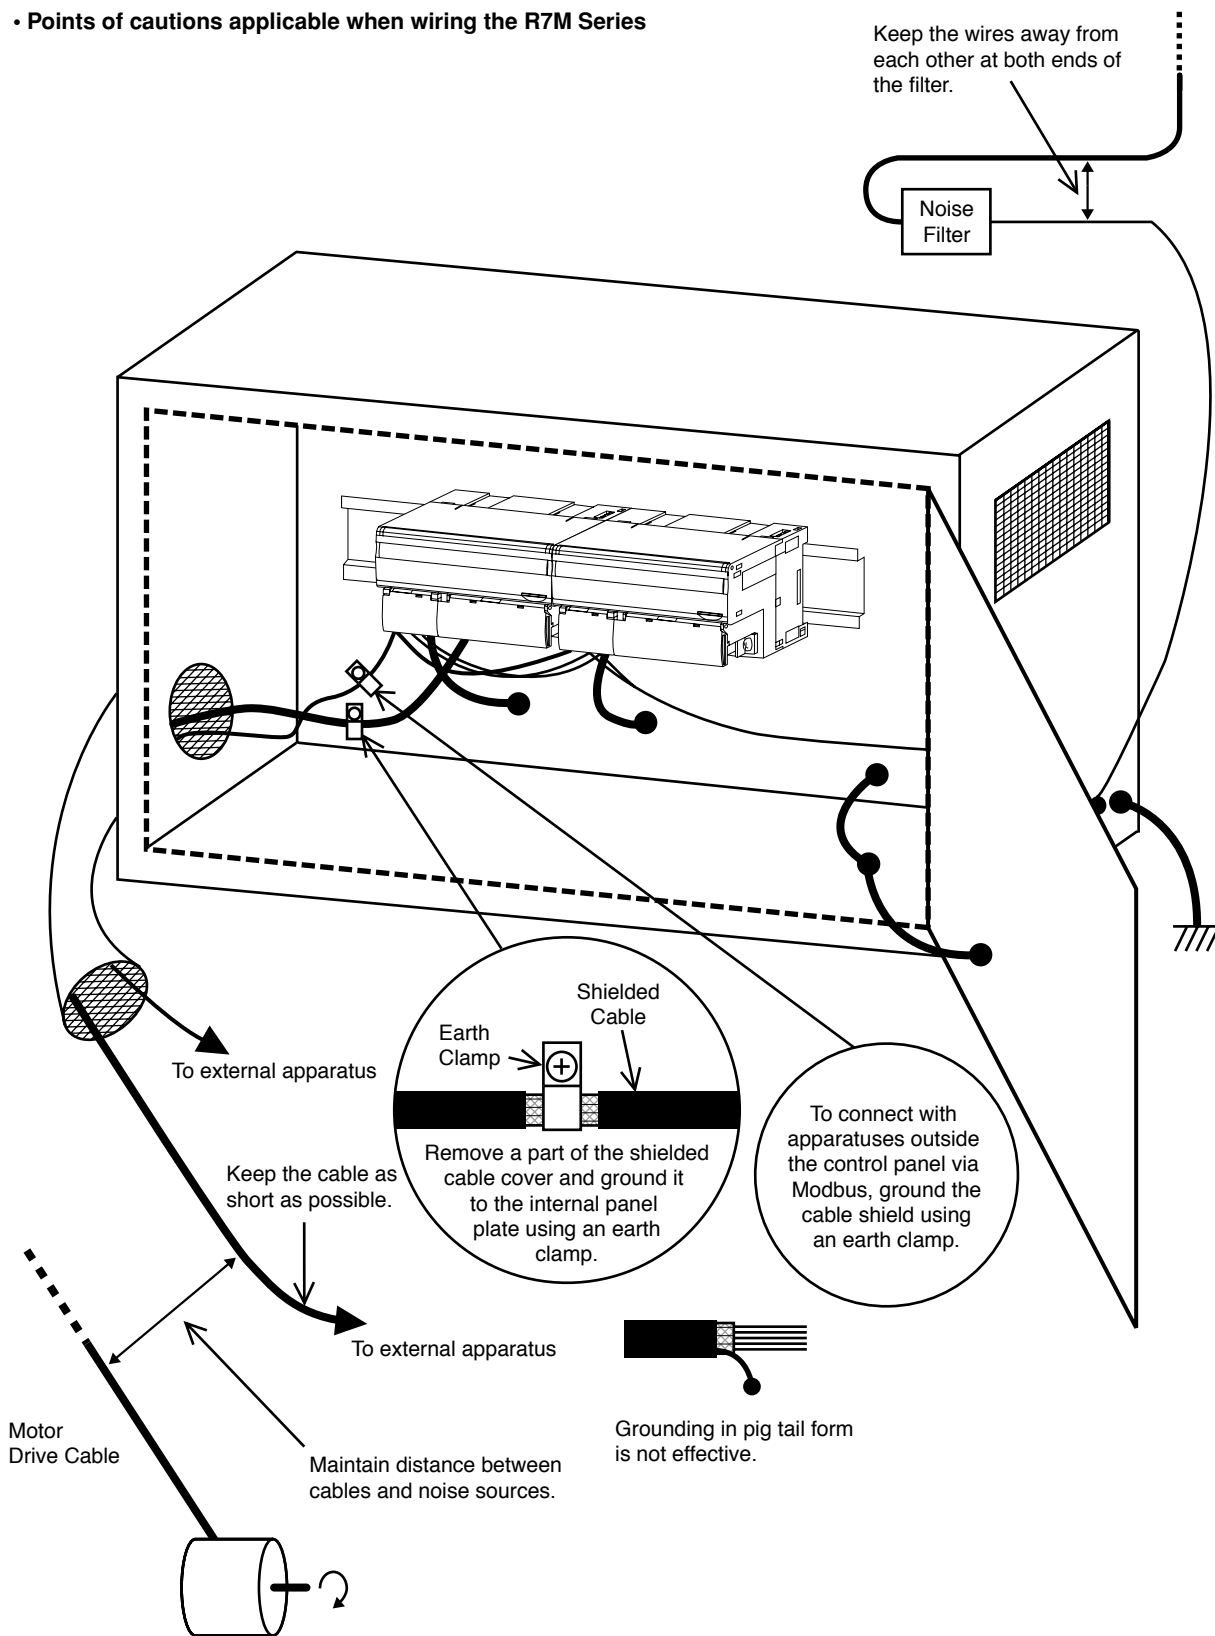 • Points of cautions applicable when wiring the R7M Series
Keep the wires away from
each other at both ends of
the filter.
Noise
Filter
Shielded
Cable
Earth
Clamp
To external apparatus
Remove a part of the shielded
cable cover and ground it
to the internal panel
plate using an earth
clamp.
To connect with
apparatuses outside
the control panel via
Modbus, ground the
cable shield using
an earth clamp.
Keep the cable as
short as possible.
To external apparatus
Motor
Drive Cable
Maintain distance between
cables and noise sources.
Grounding in pig tail form
is not effective.